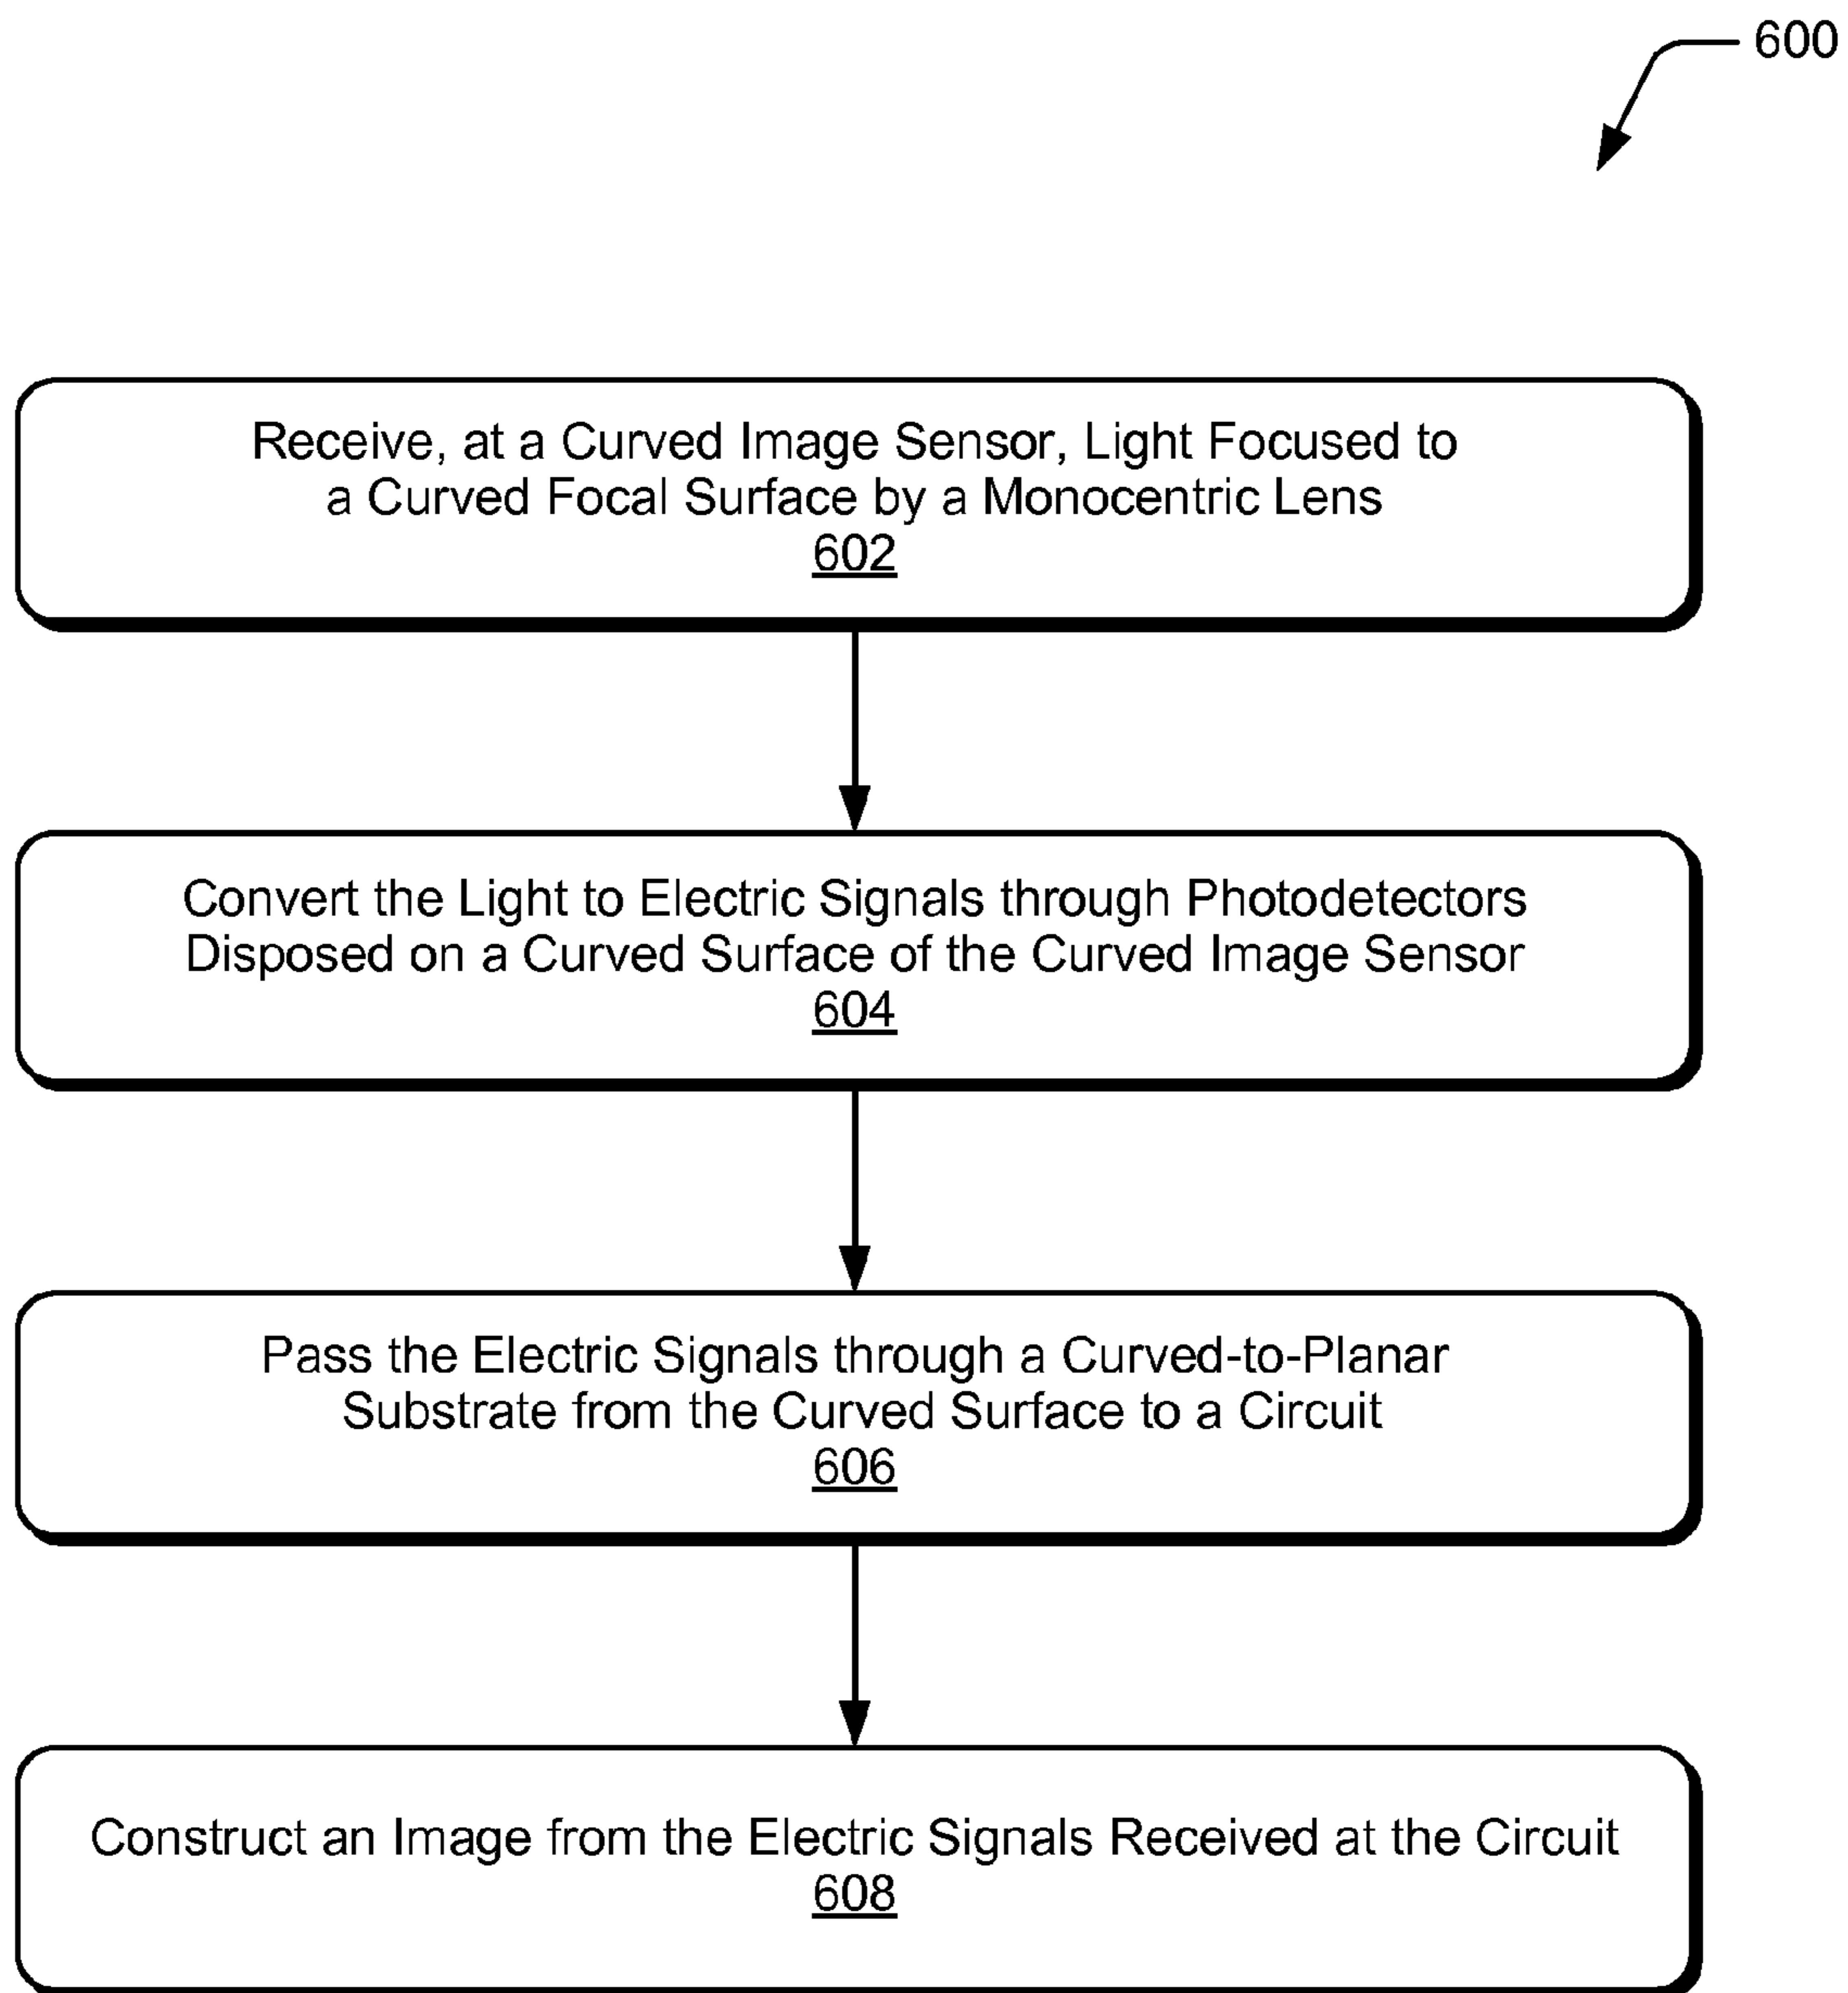 600
Receive, at a Curved Image Sensor, Light Focused to
a Curved Focal Surface by a Monocentric Lens
602
Convert the Light to Electric Signals through Photodetectors
Disposed on a Curved Surface of the Curved Image Sensor
604
Pass the Electric Signals through a Curved-to-Planar
Substrate from the Curved Surface to a Circuit
606
Construct an Image from the Electric Signals Received at the Circuit
608